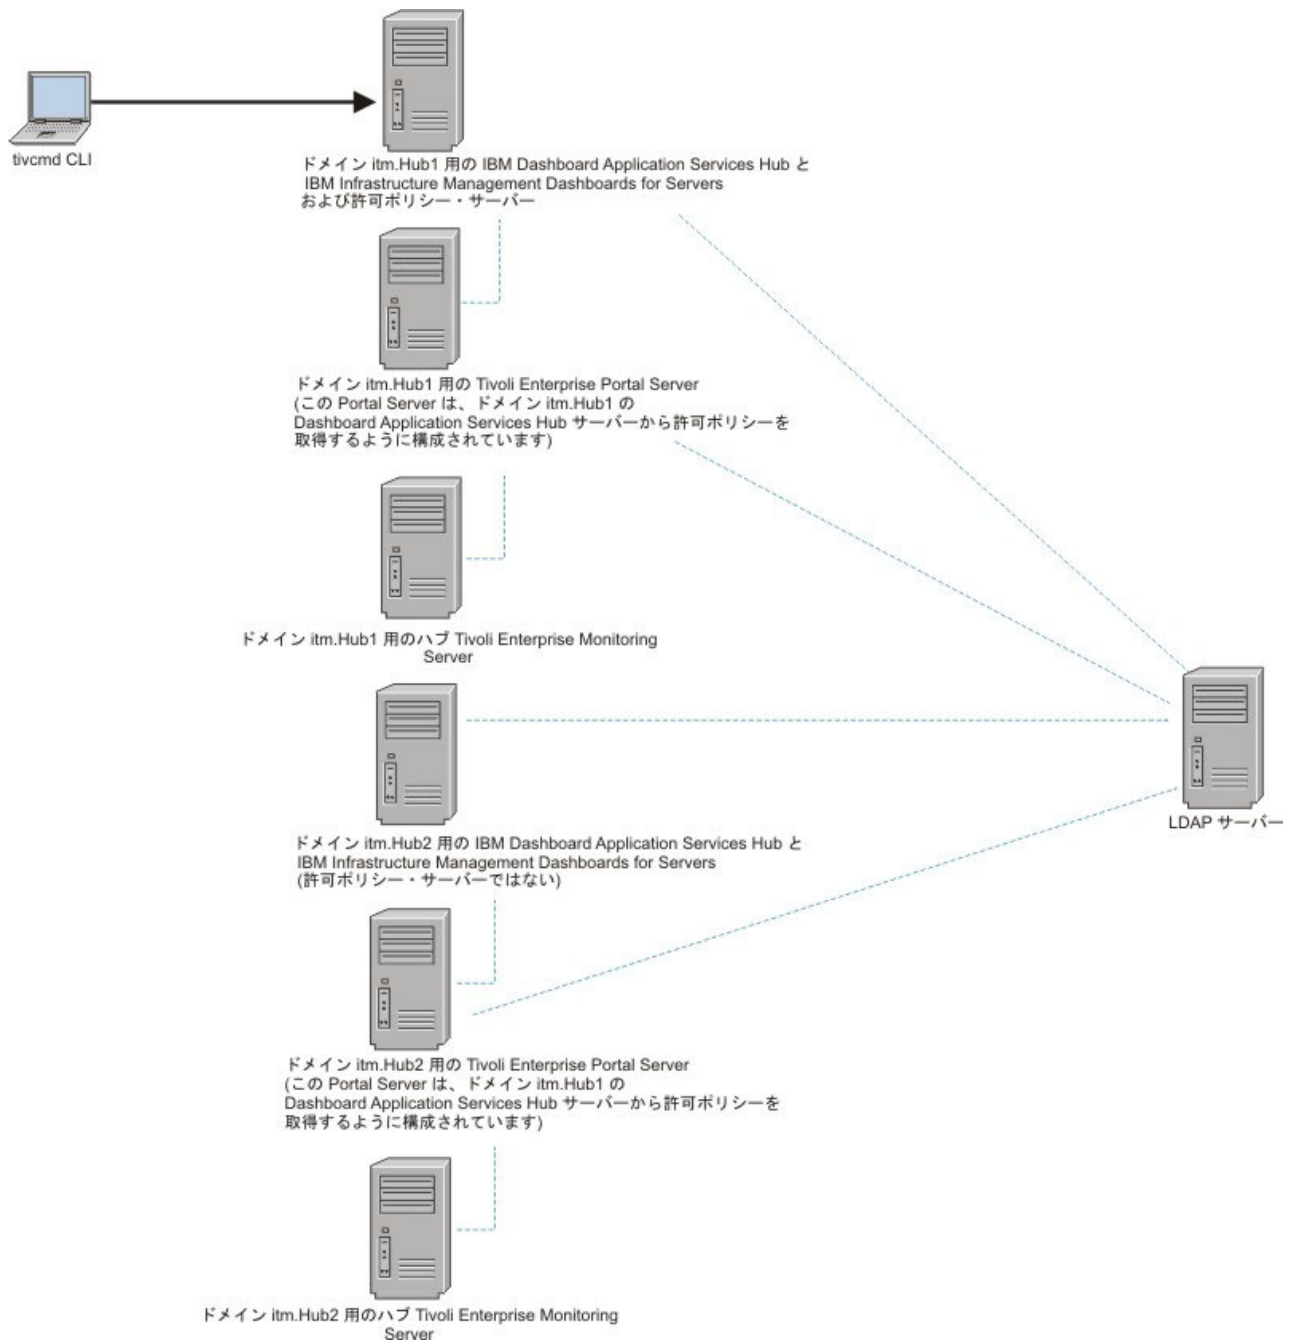 tivcmd CLI
ドメイン itm.Hub1 用の IBM Dashboard Application Services Hub と
IBM Infrastructure Management Dashboards for Servers
および許可ポリシー・サーバー
ドメイン itm.Hub1 用の Tivoli Enterprise Portal Server
(この Portal Server は、ドメイン itm.Hub1 の
Dashboard Application Services Hub サーバーから許可ポリシーを
取得するように構成されています)
ドメイン itm.Hub1 用のハブ Tivoli Enterprise Monitoring
Server
LDAP サーバー
ドメイン itm.Hub2 用の IBM Dashboard Application Services Hub と
IBM Infrastructure Management Dashboards for Servers
(許可ポリシー・サーバーではない)
ドメイン itm.Hub2 用の Tivoli Enterprise Portal Server
(この Portal Server は、ドメイン itm.Hub1 の
Dashboard Application Services Hub サーバーから許可ポリシーを
取得するように構成されています)
ドメイン itm.Hub2 用のハブ Tivoli Enterprise Monitoring
Server